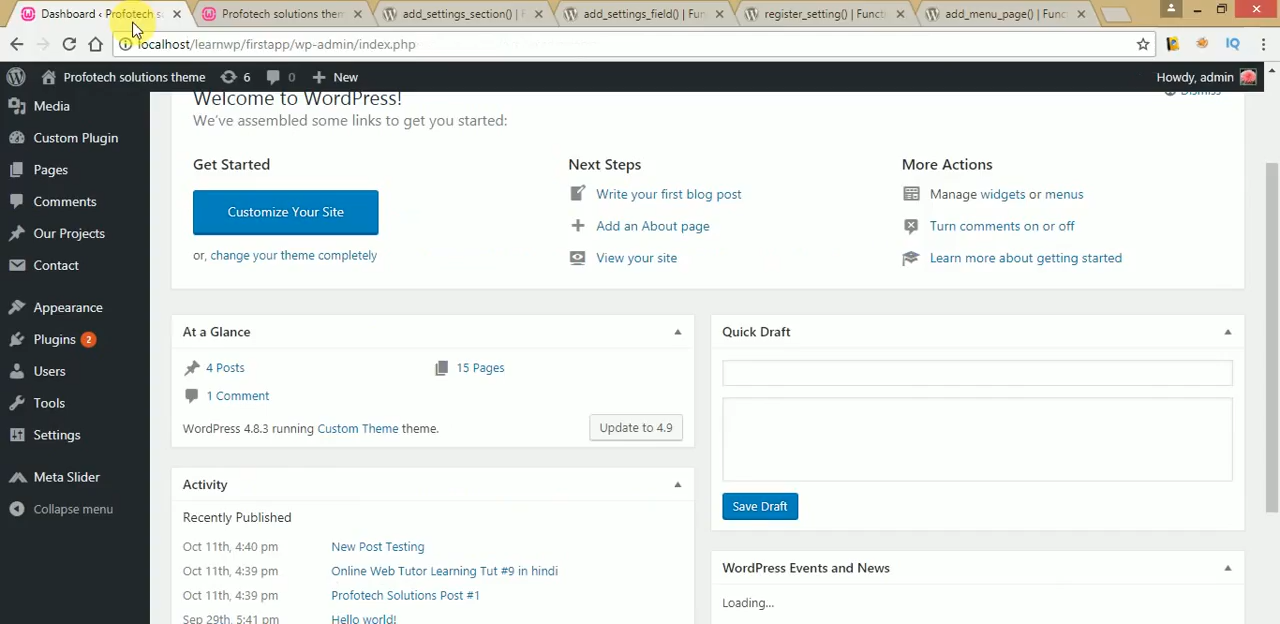 Dashboard ‹ Profotech s
Profotech solutions theme
add_settings_section() |
add_settings_field() | Fun
register_setting() | Functi
add_menu_page() | Func
localhost/learnwp/firstapp/wp-admin/index.php
Profotech solutions theme
6
0
New
Howdy, admin
Media
Custom Plugin
Pages
Comments
Our Projects
Contact
Appearance
Plugins 2
Users
Tools
Settings
Meta Slider
Collapse menu
Welcome to WordPress!
Dismiss
We've assembled some links to get you started:
Get Started
Customize Your Site
or, change your theme completely
Next Steps
Write your first blog post
Add an About page
View your site
More Actions
Manage widgets or menus
Turn comments on or off
Learn more about getting started
At a Glance
4 Posts
15 Pages
1 Comment
WordPress 4.8.3 running Custom Theme theme.
Update to 4.9
Activity
Recently Published
Oct 11th, 4:40 pm New Post Testing
Oct 11th, 4:39 pm Online Web Tutor Learning Tut #9 in hindi
Oct 11th, 4:39 pm Profotech Solutions Post #1
Sep 29th, 5:41 pm Hello world!
Quick Draft
Save Draft
WordPress Events and News
Loading...